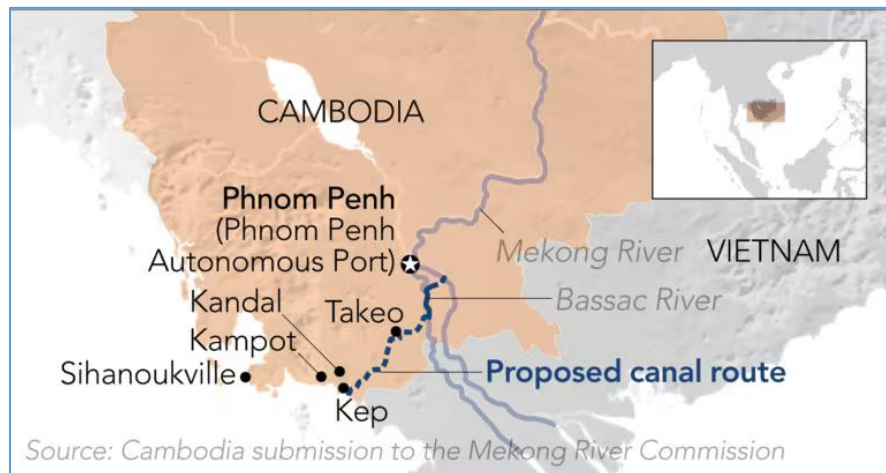 CAMBODIA
Phnom Penh
(Phnom Penh
Autonomous Port)
Mekong River
VIETNAM
Kandal
Takeo
Bassac River
Kampot
Sihanoukville
Proposed canal route
Kep
Source: Cambodia submission to the Mekong River Commission